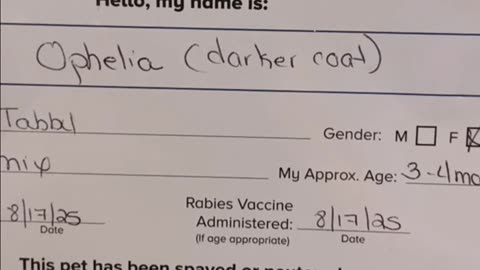 Hello, my name is:
Ophelia (darker coat)
Tabby
Gender: M F
mix
My Approx. Age: 3-4mo
8/17/25
Date
Rabies Vaccine
Administered: 8/17/25
(If age appropriate)
Date
This pet has been spayed or